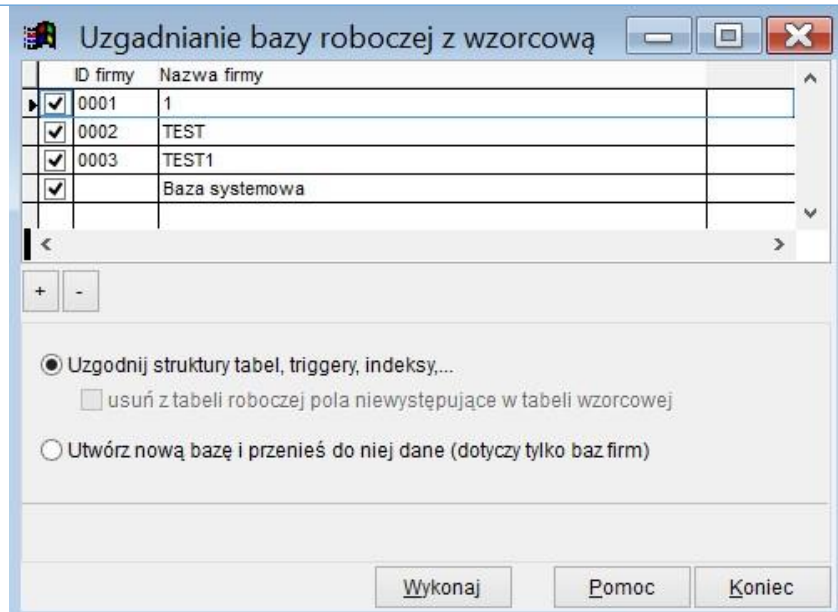 Uzgadnianie bazy roboczej z wzorcową
ID firmy Nazwa firmy
0001 1
0002 TEST
0003 TEST1
Baza systemowa
+ -
Uzgodnij struktury tabel, triggery, indeksy,...
usuń z tabeli roboczej pola niewystępujące w tabeli wzorcowej
Utwórz nową bazę i przenieś do niej dane (dotyczy tylko baz firm)
Wykonaj Pomoc Koniec